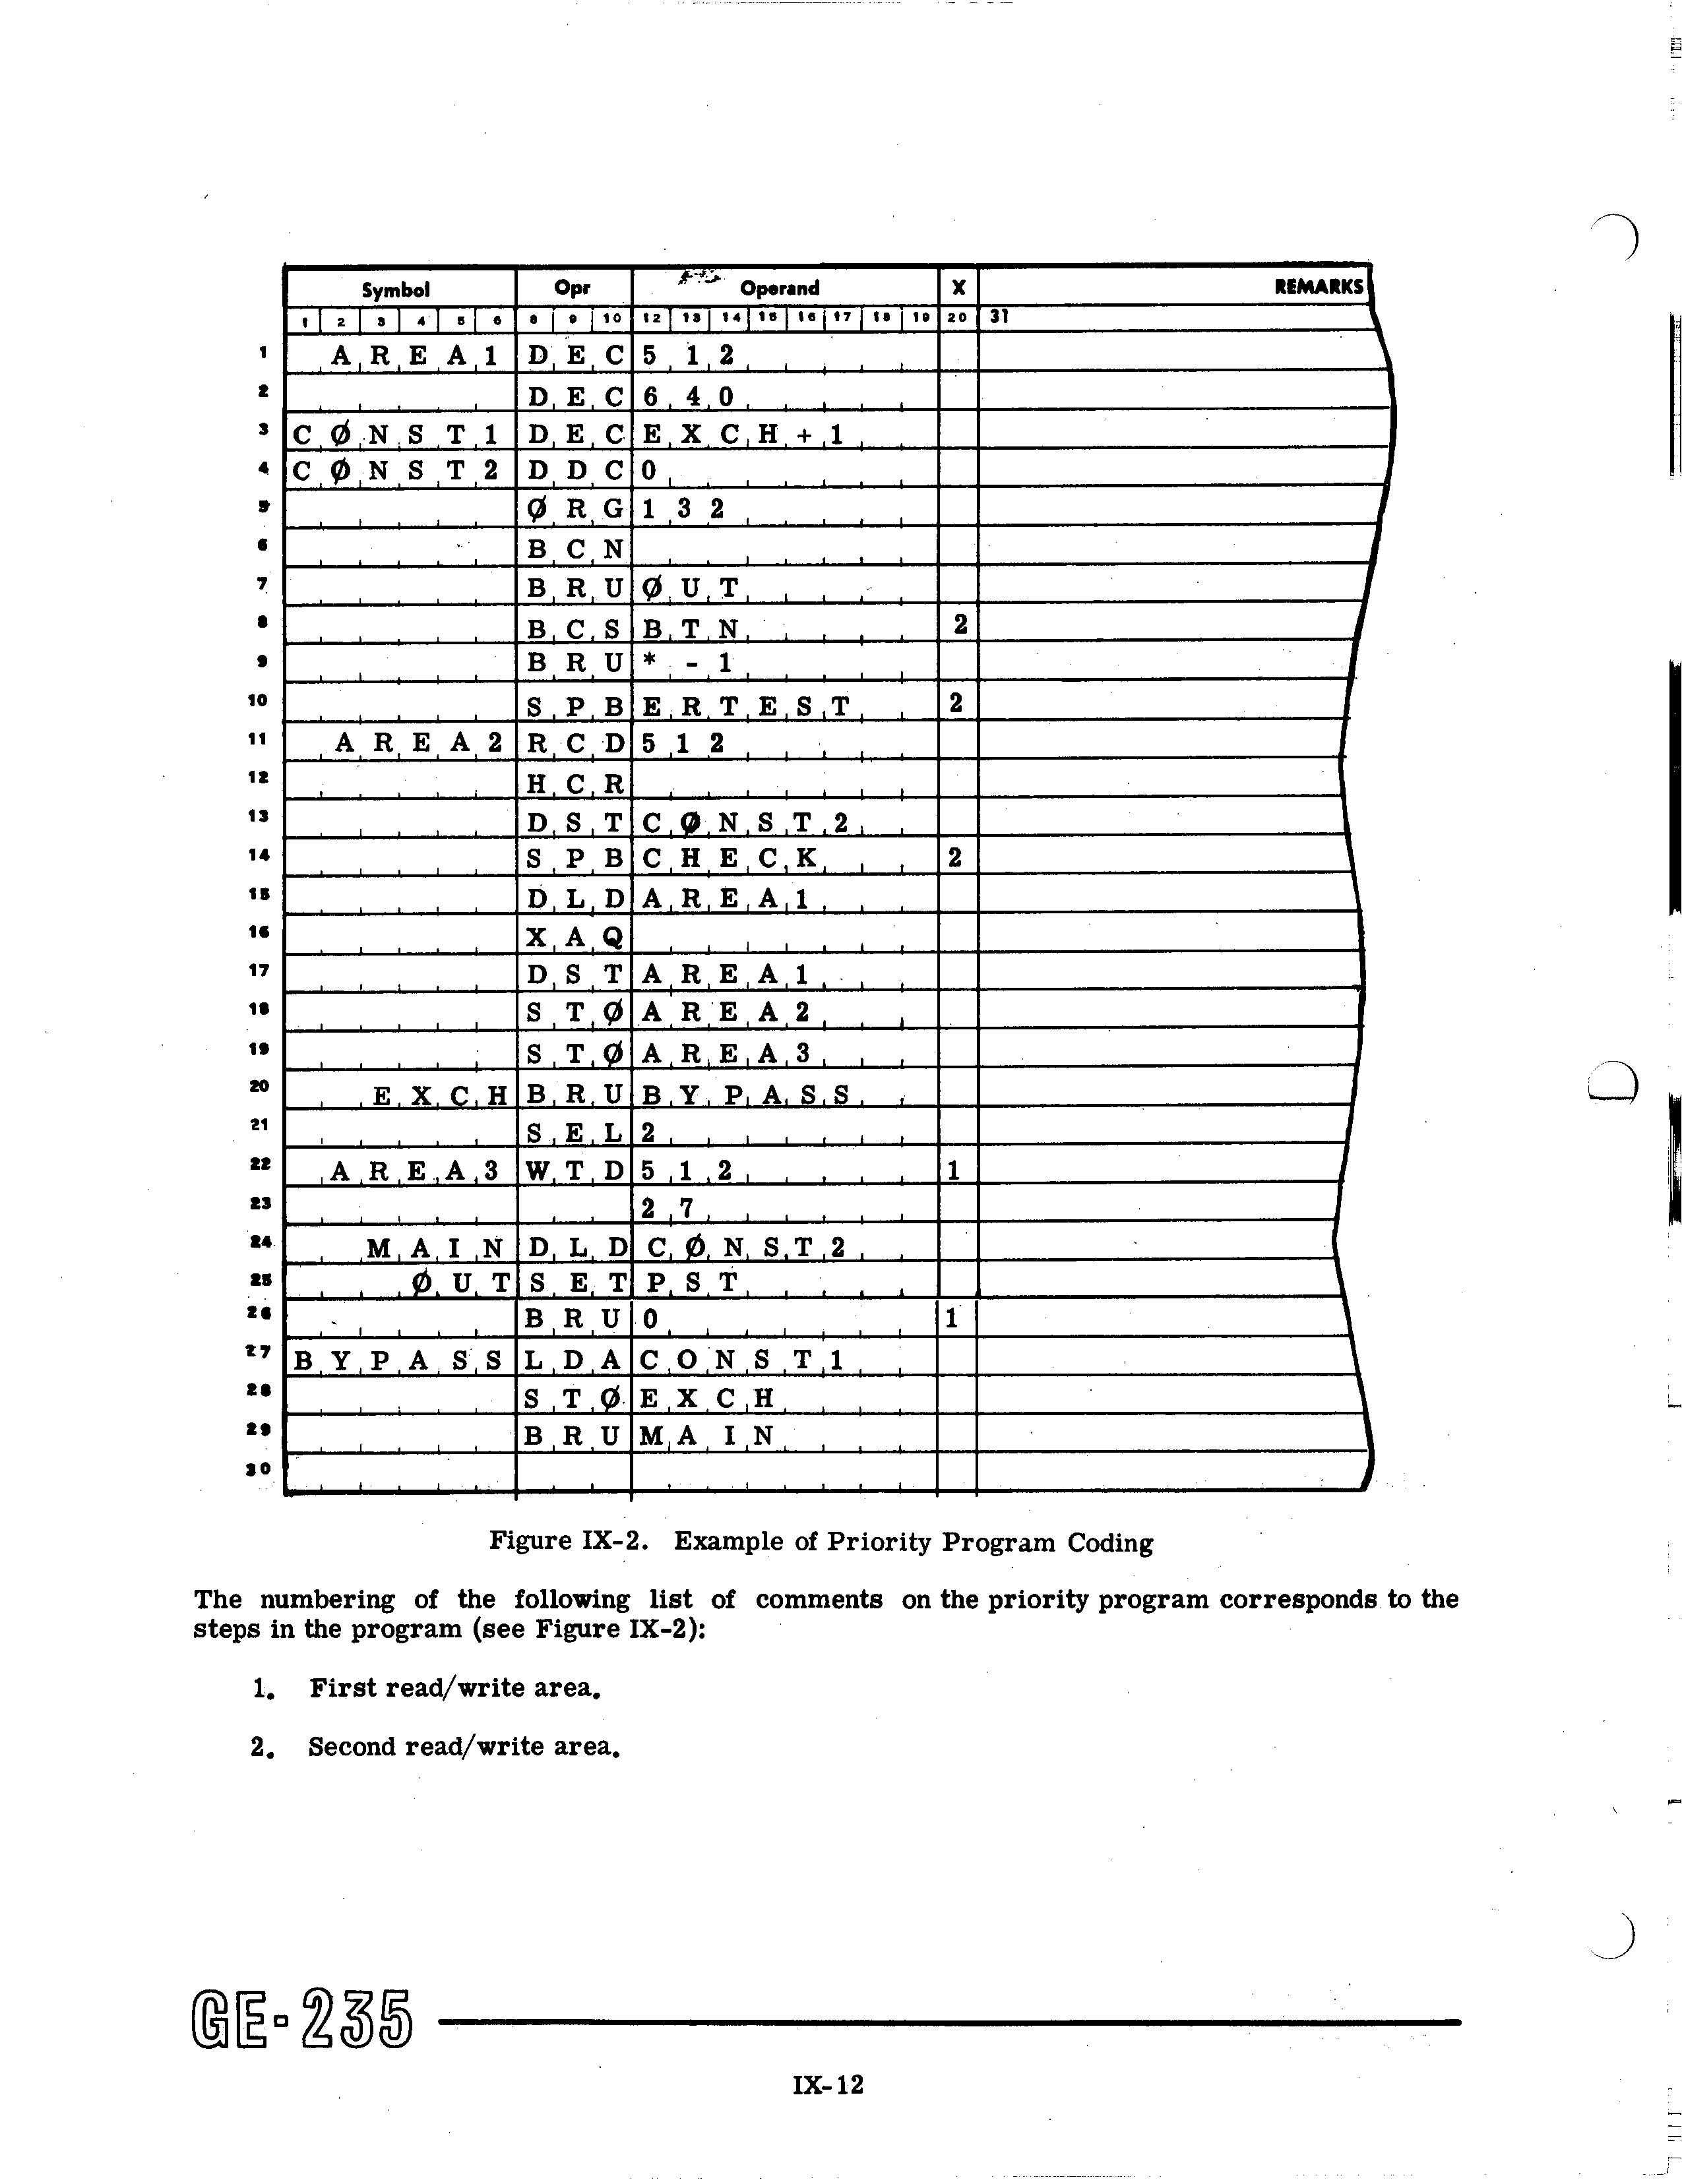 Symbol Opr Operand X REMARKS
1 2 3 4 5 6 8 9 10 12 13 14 15 16 17 18 19 20 31
1 AREA1 DEC 512
2 DEC 640
3 CØNST1 DEC EXCH+1
4 CØNST2 DDC 0
5 ØRG 132
6 BCN
7 BRU ØUT
8 BCS BTN 2
9 BRU *-1
10 SPB ERTEST 2
11 AREA2 RCD 512
12 HCR
13 DST CØNST2
14 SPB CHECK 2
15 DLD AREA1
16 XAQ
17 DST AREA1
18 STØ AREA2
19 STØ AREA3
20 EXCH BRU BYPASS
21 SEL 2
22 AREA3 WTD 512 1
23 27
24 MAIN DLD CØNST2
25 ØUT SET PST
26 BRU 0 1
27 BYPASS LDA CONST1
28 STØ EXCH
29 BRU MAIN
30
Figure IX-2. Example of Priority Program Coding
The numbering of the following list of comments on the priority program corresponds to the
steps in the program (see Figure IX-2):
1. First read/write area.
2. Second read/write area.
GE-235
IX-12